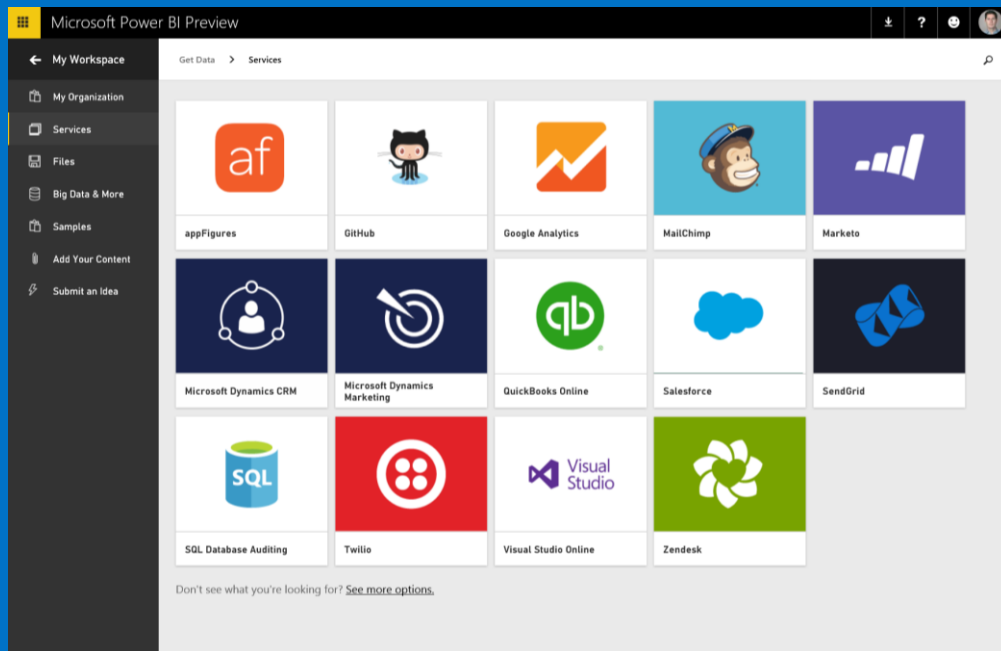 Microsoft Power BI Preview
?
My Workspace
Get Data > Services
My Organization
Services
Files
Big Data & More
Samples
Add Your Content
Submit an Idea
af
appFigures
GitHub
Google Analytics
MailChimp
Marketo
Microsoft Dynamics CRM
Microsoft Dynamics
Marketing
qb
QuickBooks Online
Salesforce
SendGrid
SQL
SQL Database Auditing
Twilio
Visual
Studio
Visual Studio Online
Zendesk
Don't see what you're looking for? See more options.